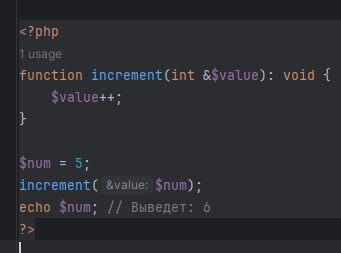 <?php
1 usage
function increment(int &$value): void {
    $value++;
}
$num = 5;
increment( &value: $num);
echo $num; // Выведет: 6
?>